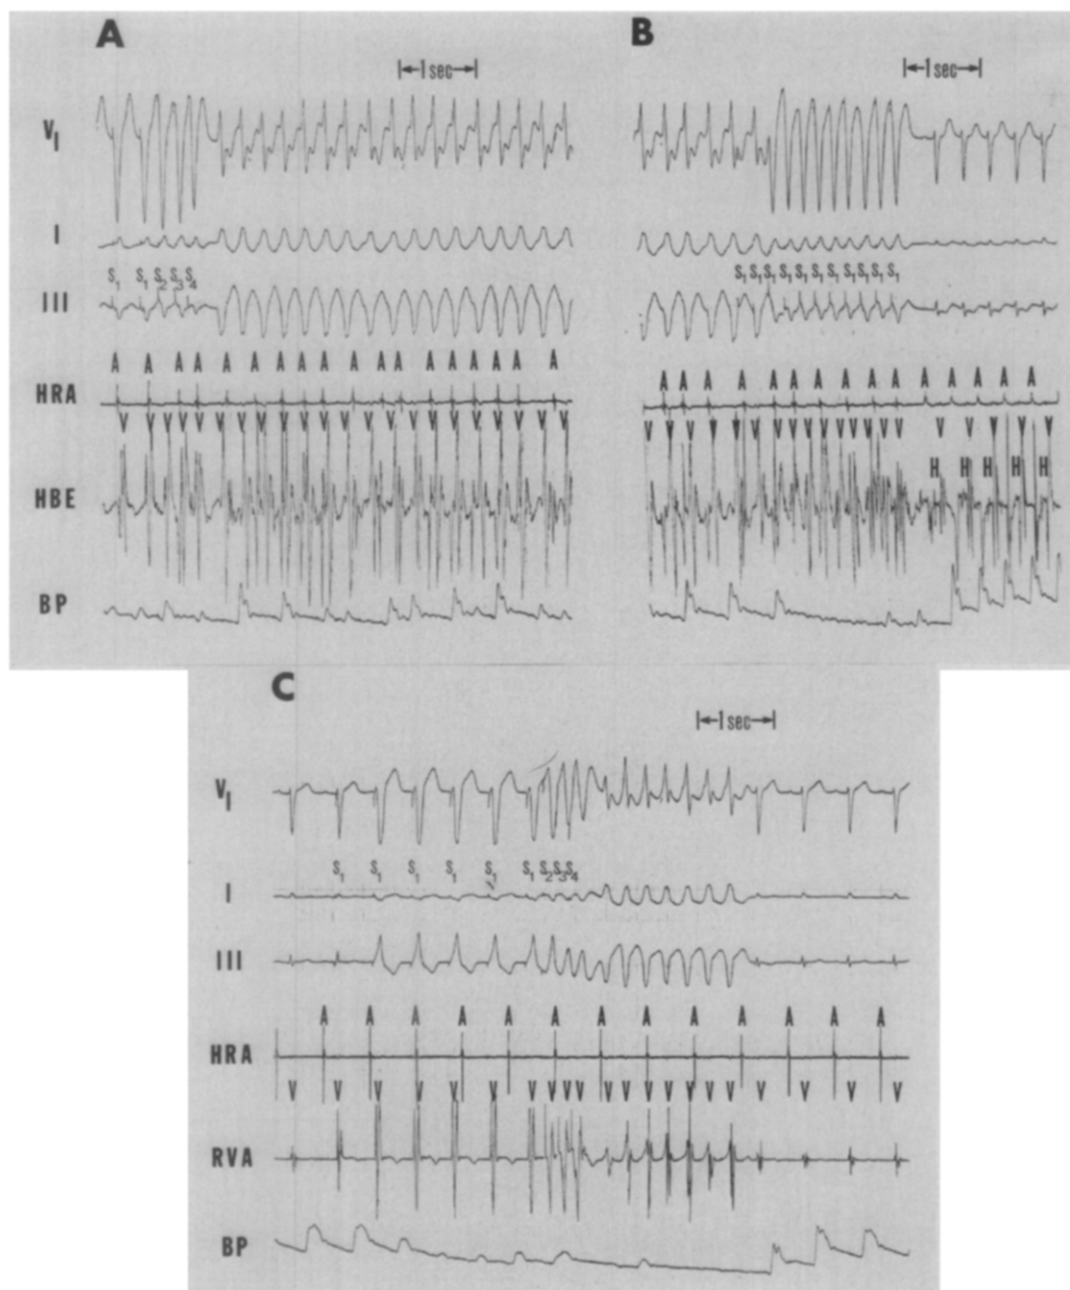 A
|←1 sec→|
V1
I
S1 S1 S2 S3 S4
III
A A A A A A A A A A A A A A A A A A
HRA
V V V V V V V V V V V V V V V V V V V V V
HBE
BP
B
|←1 sec→|
S1 S1 S1 S1 S1 S1 S1 S1 S1 S1
A A A A A A A A A A A A A A A
V V V V V V V V V V V V V V V V V V
H H H H H
C
|←1 sec→|
V1
S1 S1 S1 S1 S1 S1 S2 S3 S4
I
III
A A A A A A A A A A A A A
HRA
V V V V V V V V V V V V V V V V V V V V V
RVA
BP